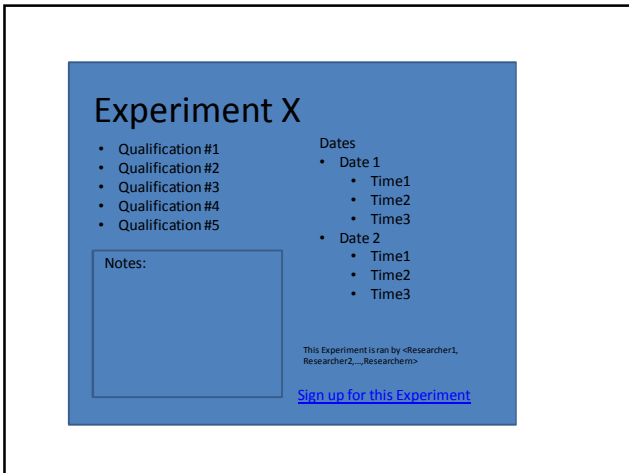 Experiment X
• Qualification #1
• Qualification #2
• Qualification #3
• Qualification #4
• Qualification #5
Notes:
Dates
• Date 1
• Time1
• Time2
• Time3
• Date 2
• Time1
• Time2
• Time3
This Experiment is ran by <Researcher1,
Researcher2,…,Researchern>
Sign up for this Experiment